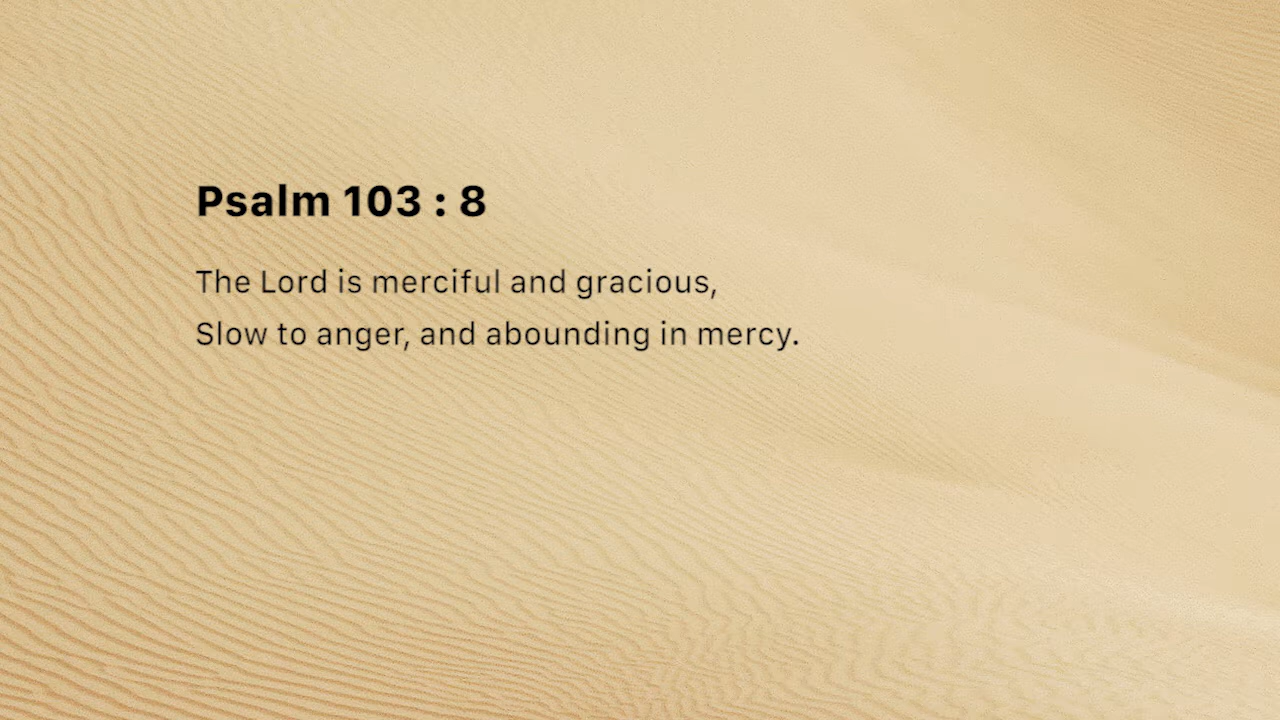 Psalm 103 : 8
The Lord is merciful and gracious,
Slow to anger, and abounding in mercy.